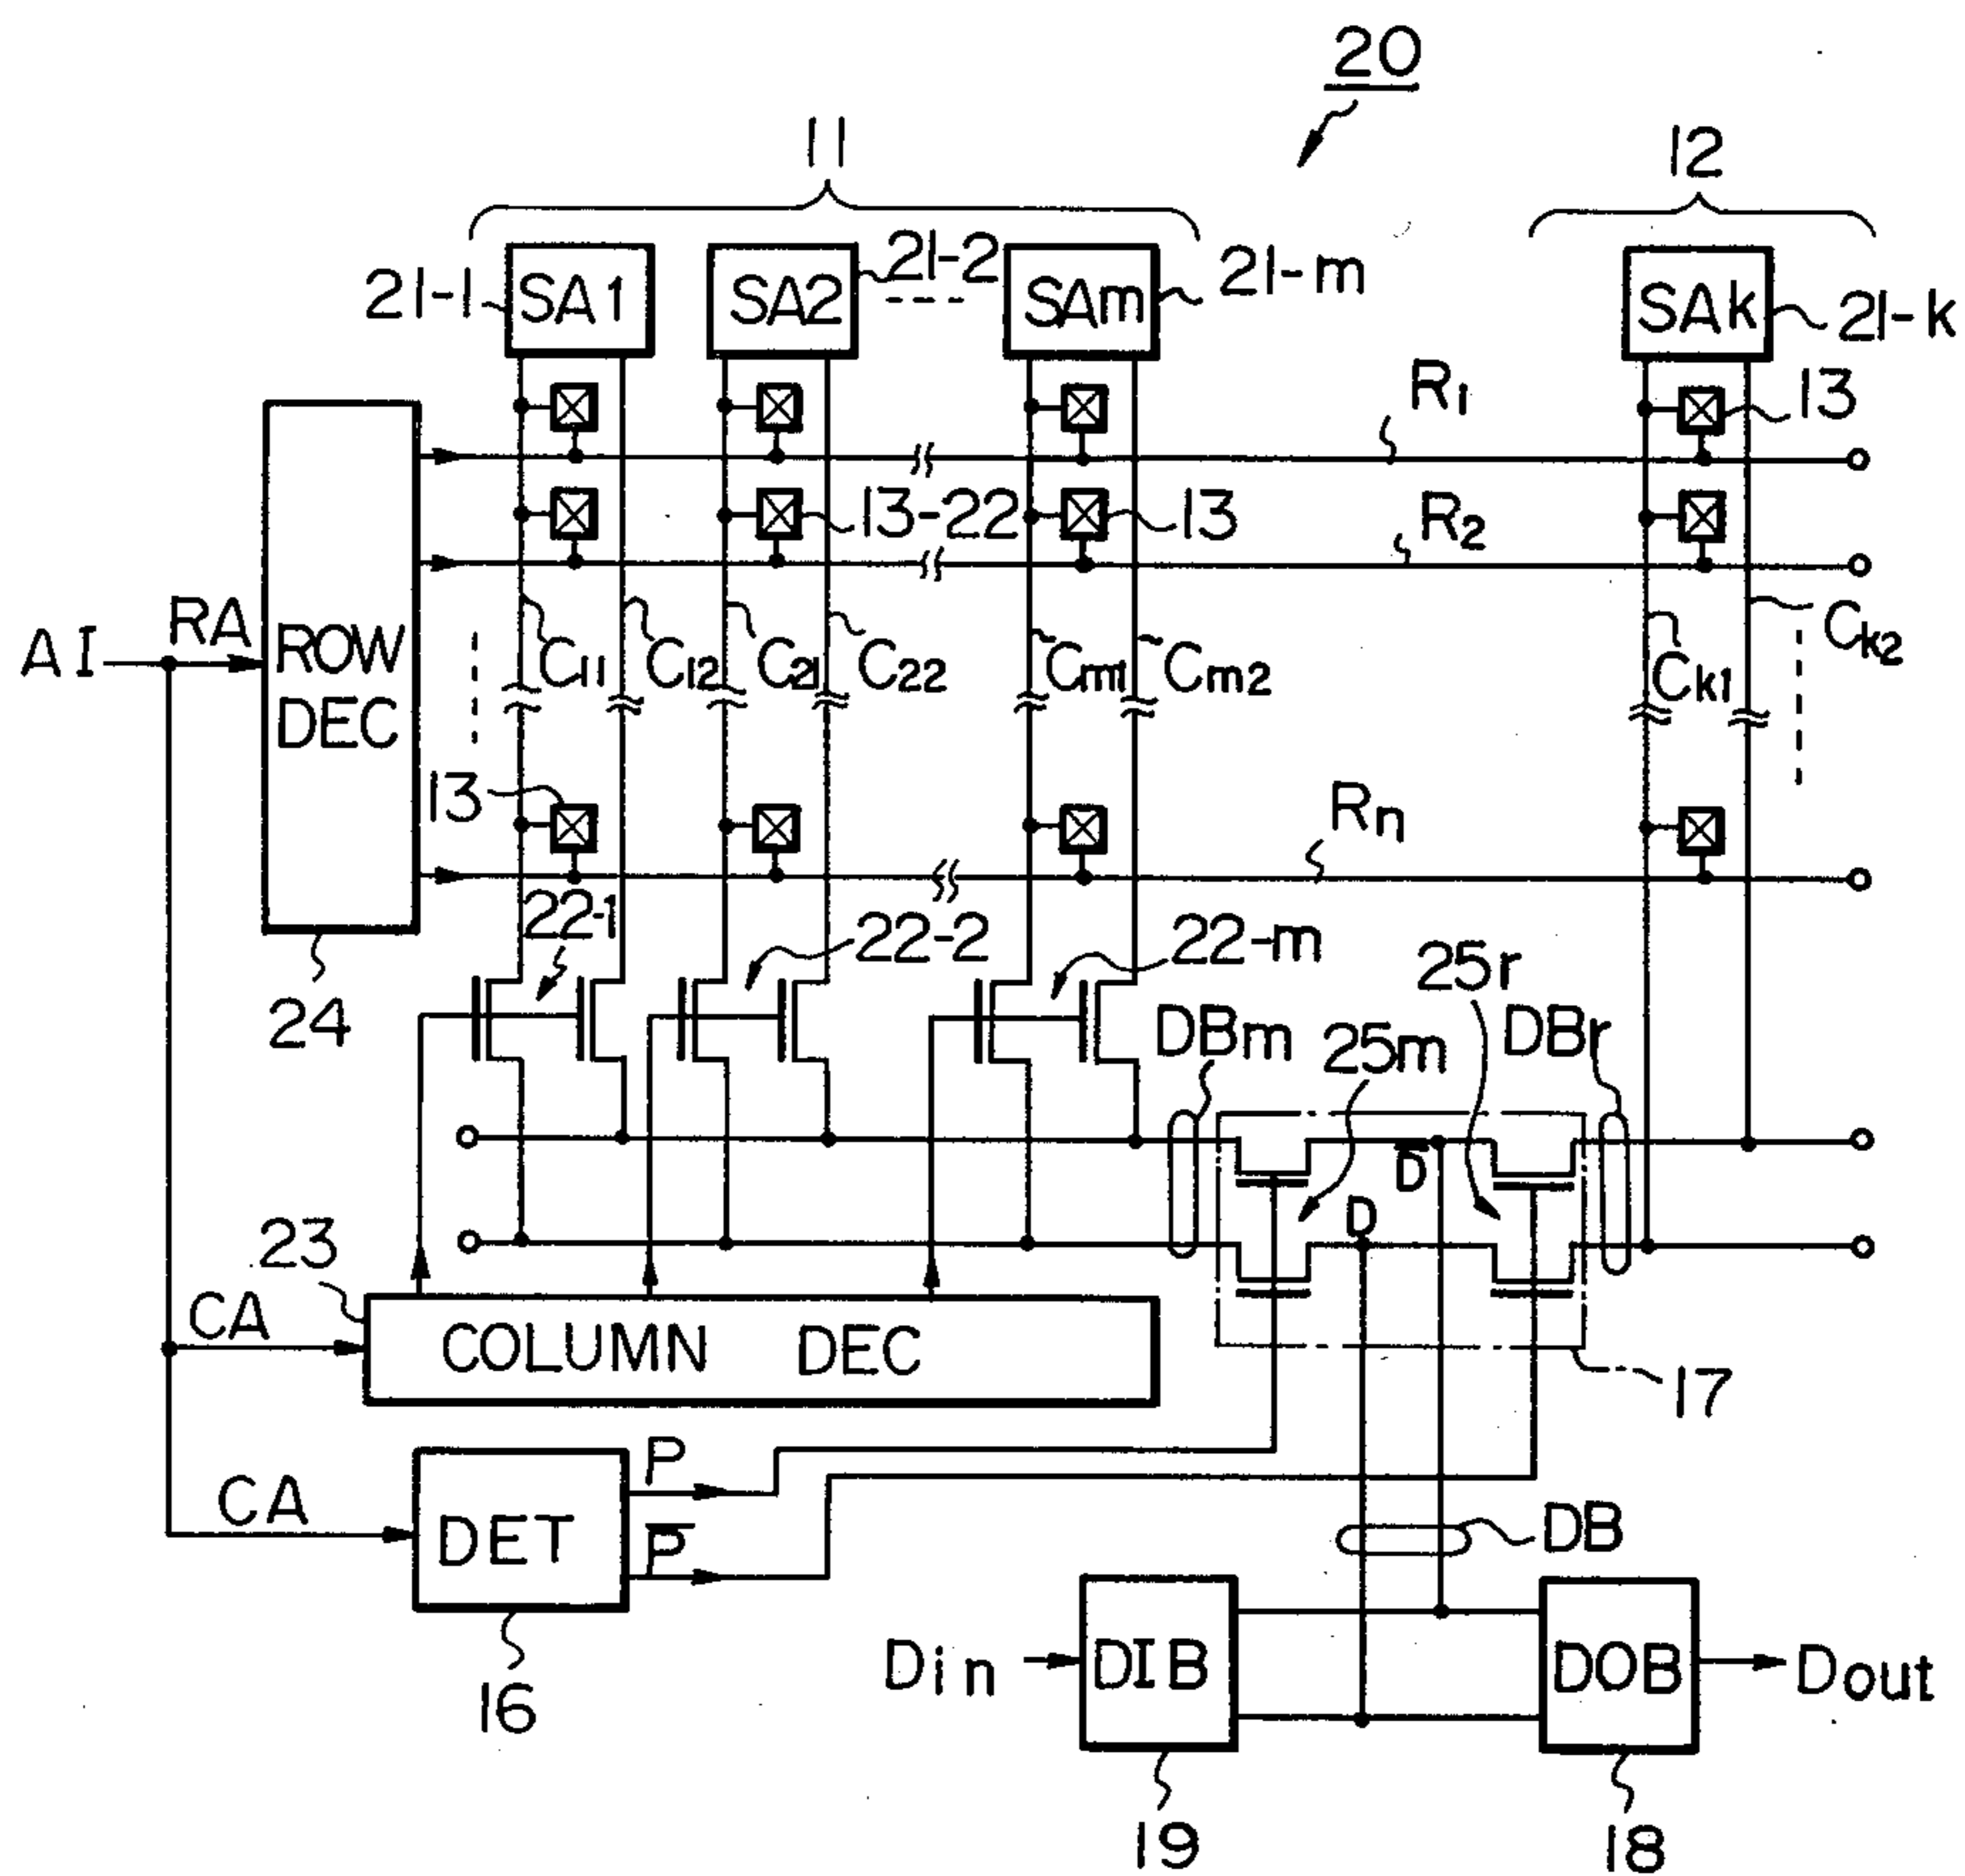 20
11
12
21-1
SA1
SA2
21-2
SAm
21-m
SAk
21-k
R1
13
13-22
13
R2
AI
RA
ROW
DEC
C11
C12
C21
C22
Cm1
Cm2
Ck1
Ck2
13
Rn
22-1
22-2
22-m
24
DBm
25m
25r
DBr
D̅
D
23
CA
COLUMN DEC
17
CA
DET
P
P̅
16
DB
Din
DIB
DOB
Dout
19
18